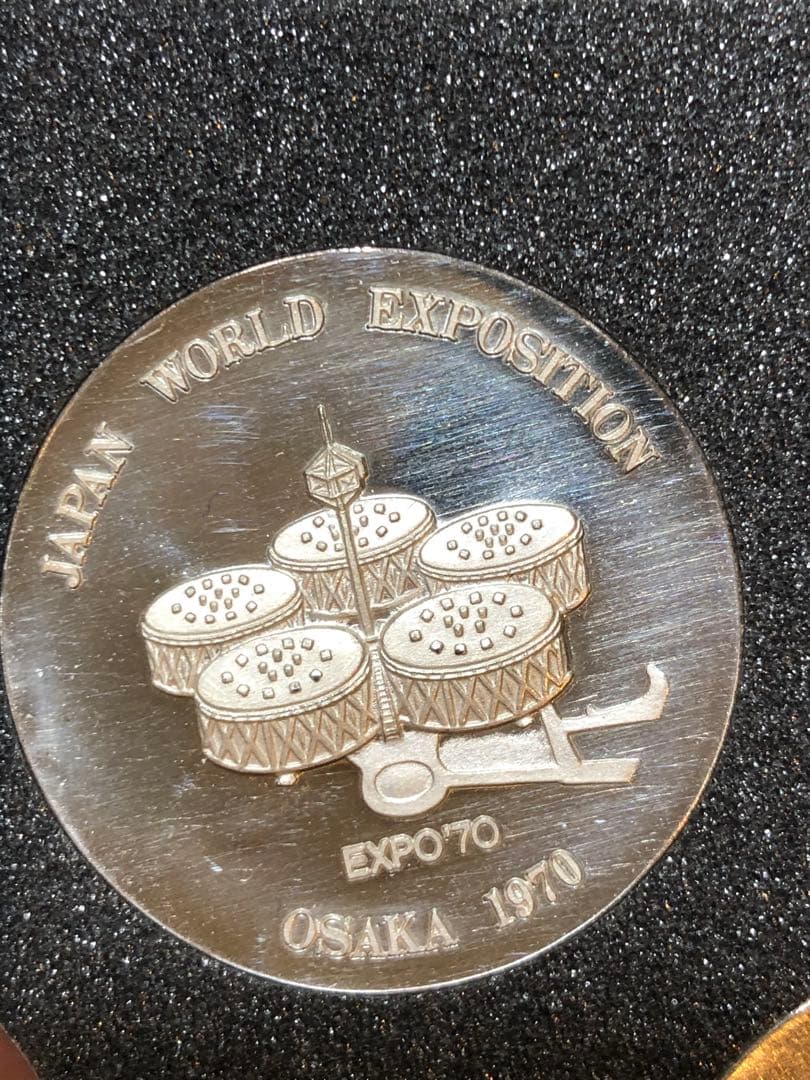 JAPAN WORLD EXPOSITION
EXPO'70
OSAKA 1970